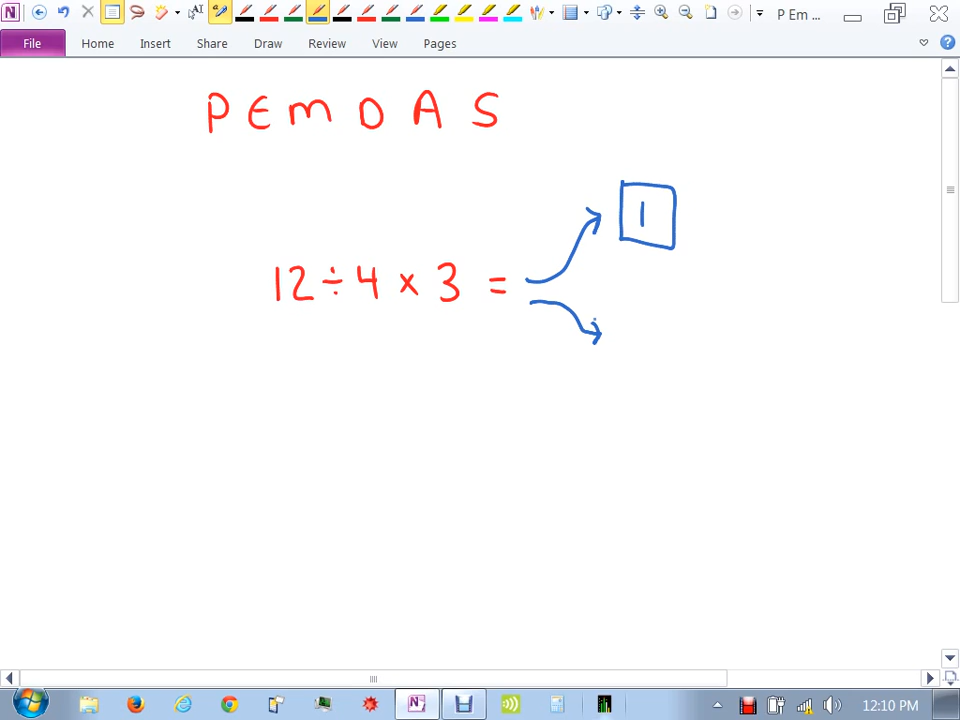 P Em ...
File Home Insert Share Draw Review View Pages
P E m D A S
1
12 ÷ 4 × 3 =
12:10 PM